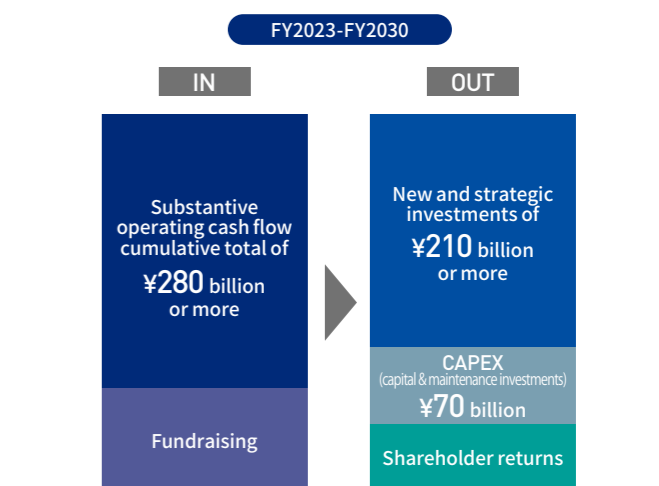 FY2023-FY2030
IN
OUT
Substantive
operating cash flow
cumulative total of
¥280 billion
or more
Fundraising
New and strategic
investments of
¥210 billion
or more
CAPEX
(capital & maintenance investments)
¥70 billion
Shareholder returns